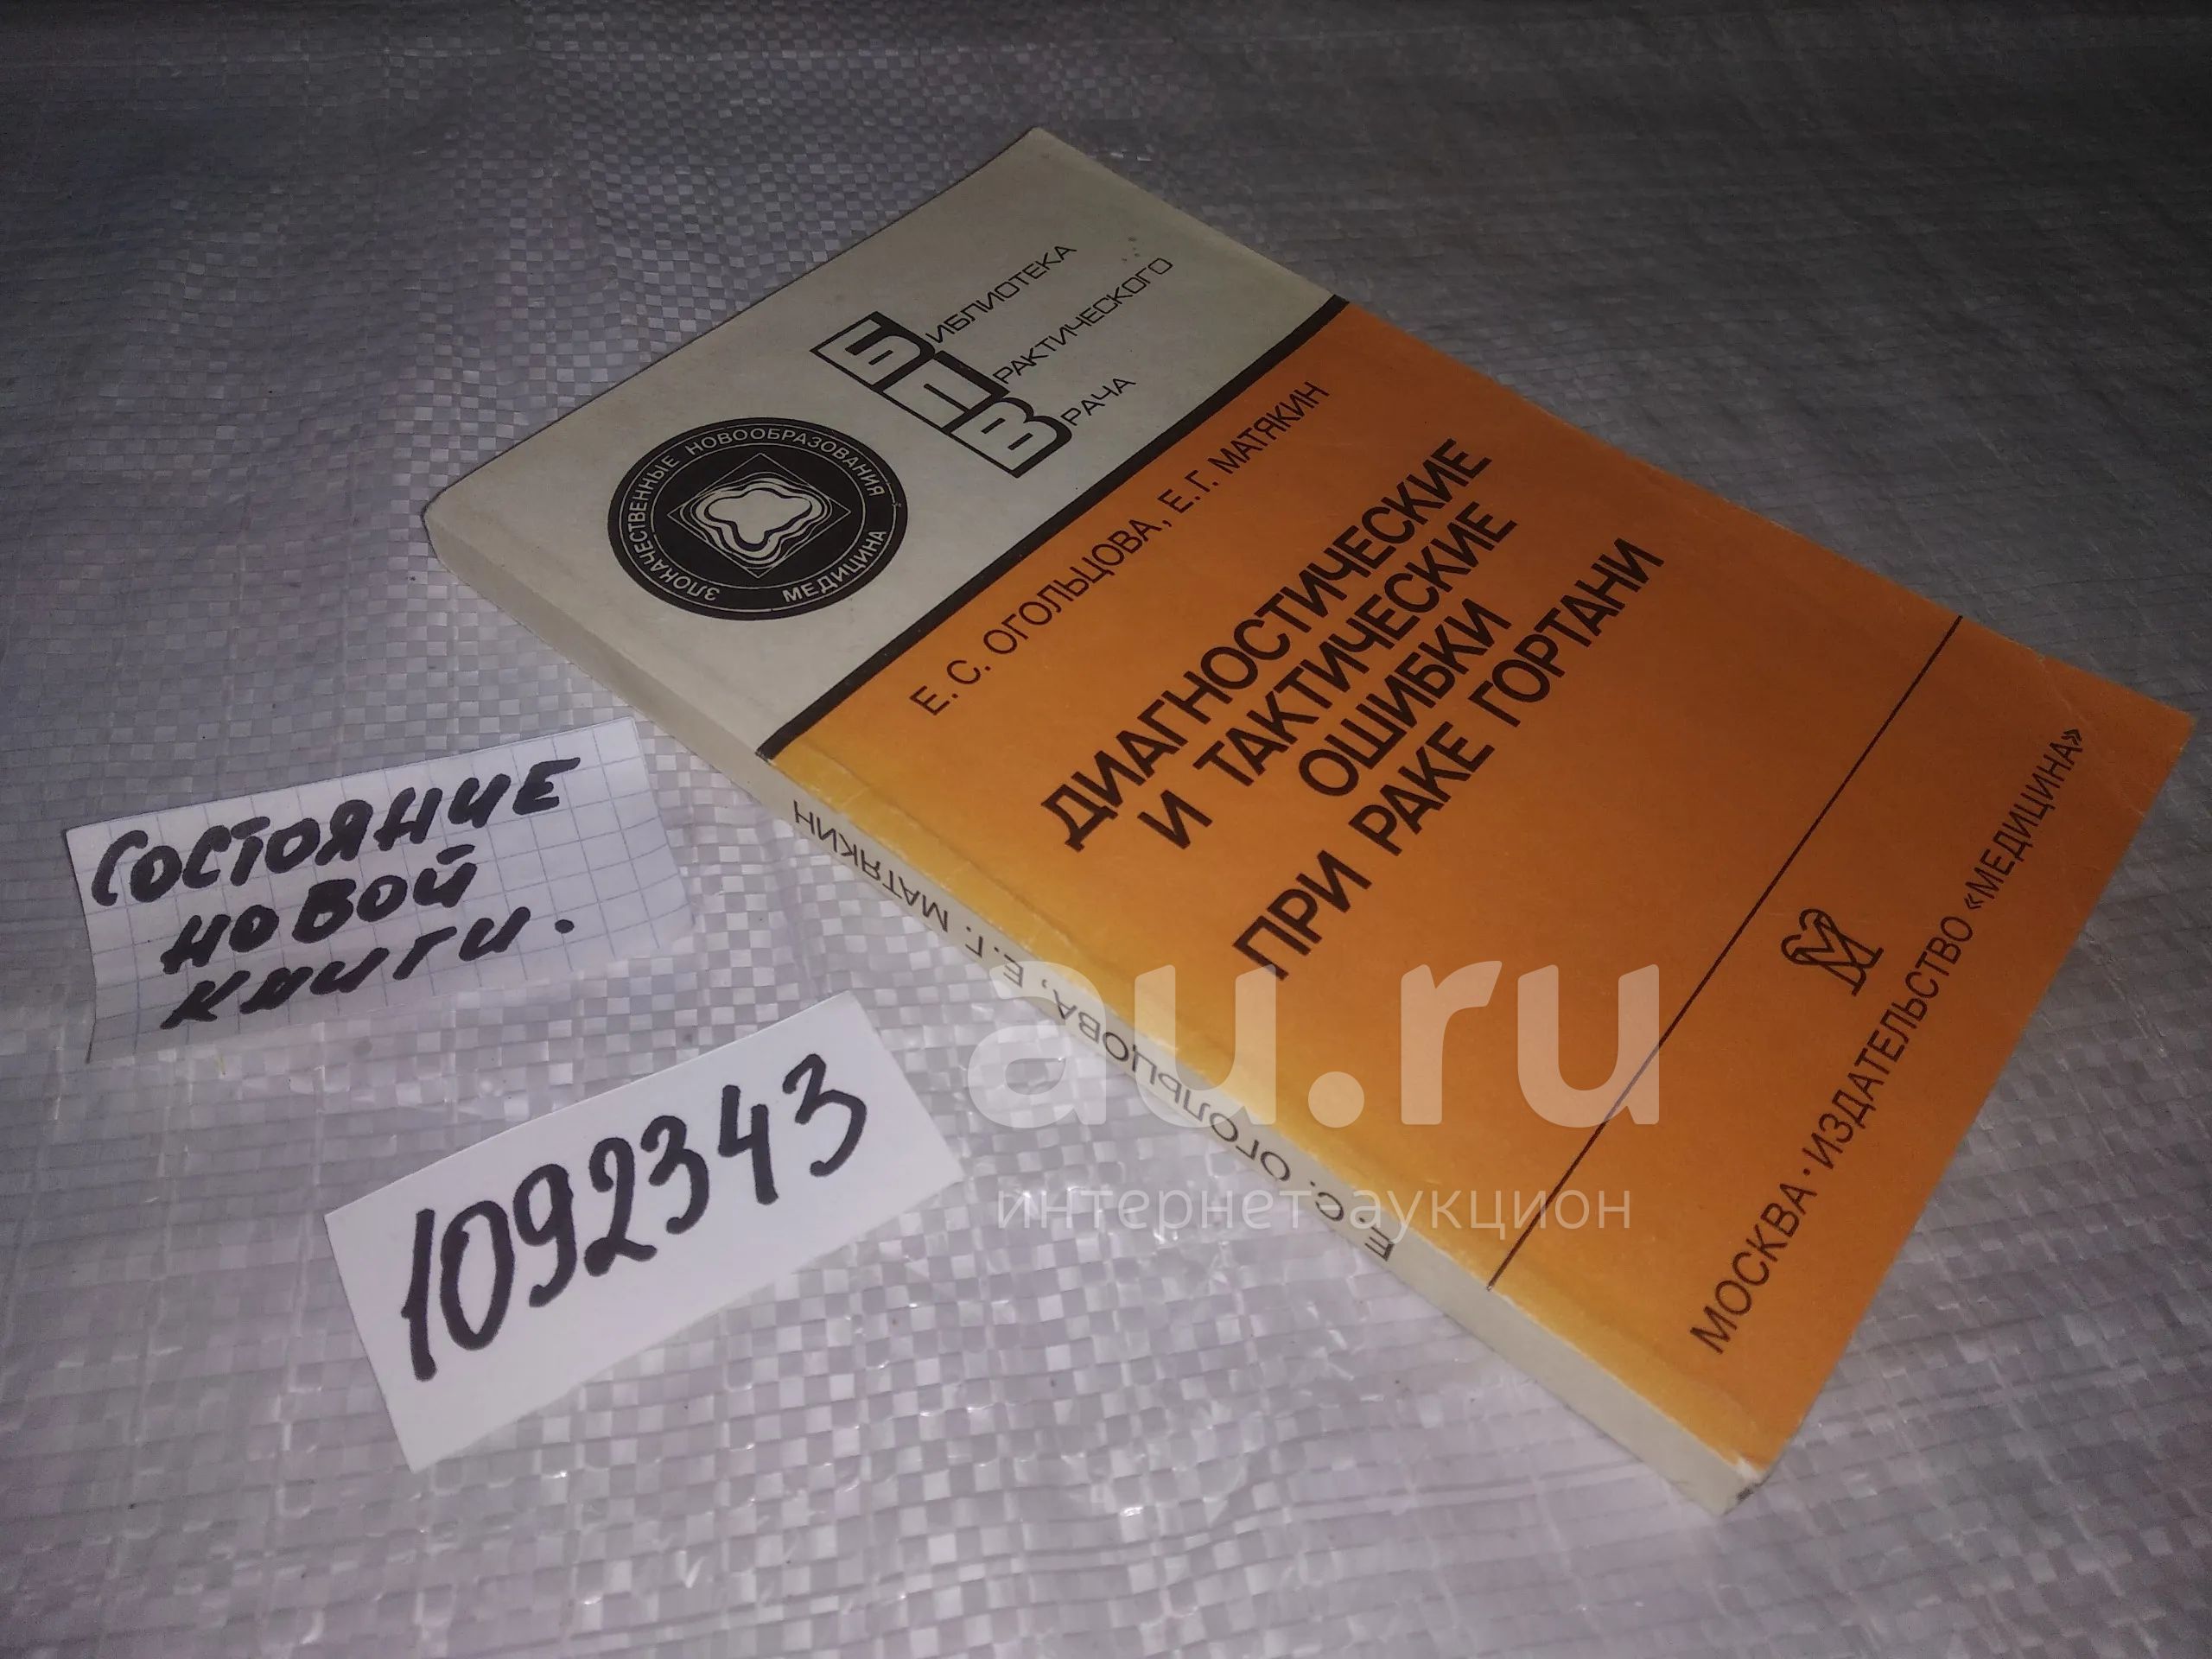 БИБЛИОТЕКА
ПРАКТИЧЕСКОГО
ВРАЧА
ЗЛОКАЧЕСТВЕННЫЕ НОВООБРАЗОВАНИЯ
МЕДИЦИНА
Е. С. ОГОЛЬЦОВА, Е. Г. МАТЯКИН
ДИАГНОСТИЧЕСКИЕ
И ТАКТИЧЕСКИЕ
ОШИБКИ
ПРИ РАКЕ ГОРТАНИ
МОСКВА · ИЗДАТЕЛЬСТВО «МЕДИЦИНА»
Е. С. ОГОЛЬЦОВА, Е. Г. МАТЯКИН
СОСТОЯНИЕ
НОВОЙ
КНИГИ.
1092343
au.ru
интернет аукцион